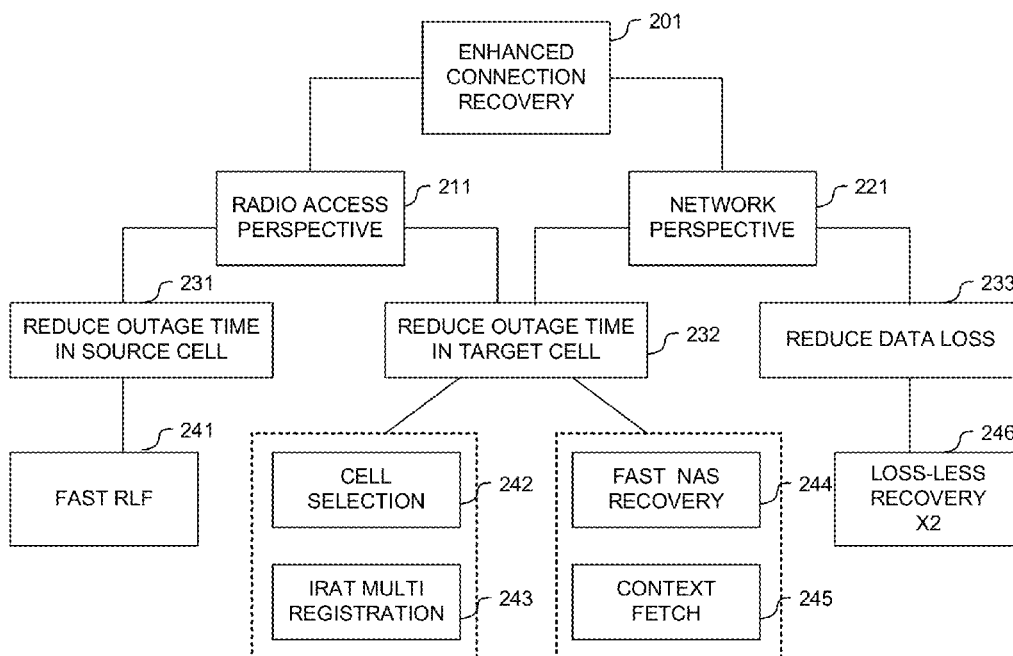 201
ENHANCED
CONNECTION
RECOVERY
211
RADIO ACCESS
PERSPECTIVE
221
NETWORK
PERSPECTIVE
231
REDUCE OUTAGE TIME
IN SOURCE CELL
REDUCE OUTAGE TIME
IN TARGET CELL
232
233
REDUCE DATA LOSS
241
FAST RLF
CELL
SELECTION
242
IRAT MULTI
REGISTRATION
243
FAST NAS
RECOVERY
244
CONTEXT
FETCH
245
246
LOSS-LESS
RECOVERY
X2